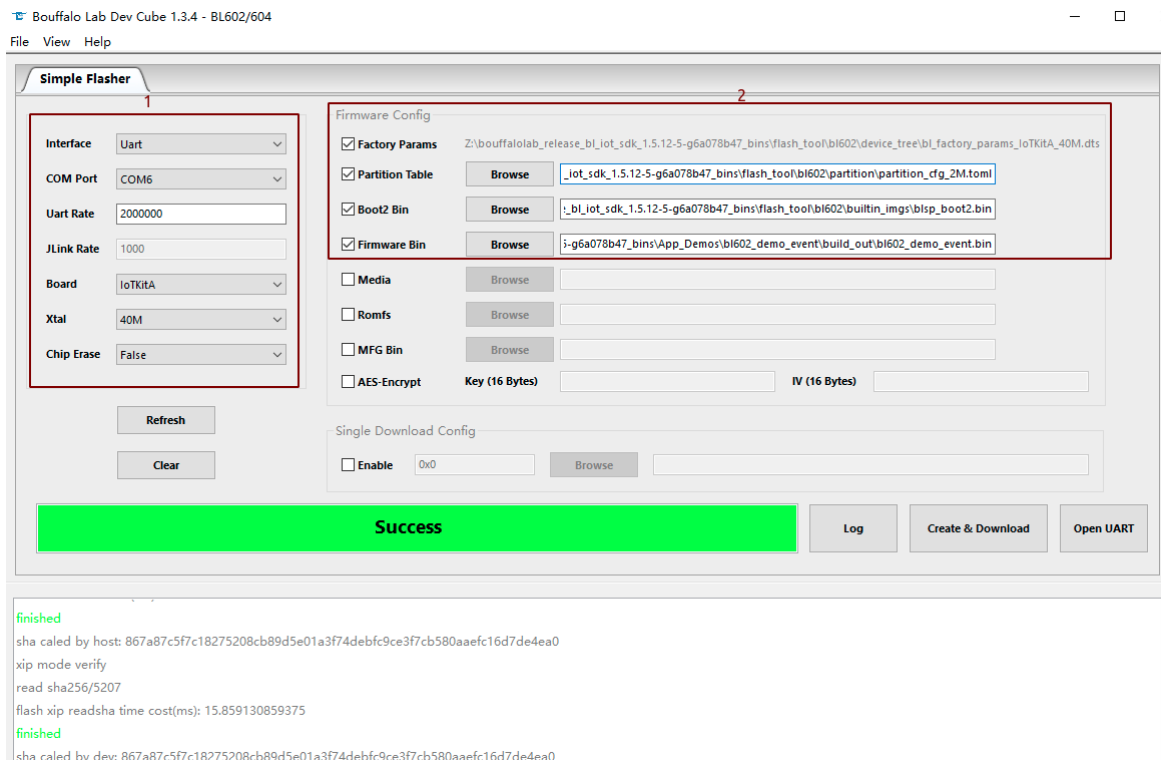 Bouffalo Lab Dev Cube 1.3.4 - BL602/604
File View Help
Simple Flasher
1
Interface Uart
COM Port COM6
Uart Rate 2000000
JLink Rate 1000
Board IoTKitA
Xtal 40M
Chip Erase False
Refresh
Clear
2
Firmware Config
Factory Params Z:\bouffalolab_release_bl_iot_sdk_1.5.12-5-g6a078b47_bins\flash_tool\bl602\device_tree\bl_factory_params_IoTKitA_40M.dts
Partition Table Browse _iot_sdk_1.5.12-5-g6a078b47_bins\flash_tool\bl602\partition\partition_cfg_2M.toml
Boot2 Bin Browse _bl_iot_sdk_1.5.12-5-g6a078b47_bins\flash_tool\bl602\builtin_imgs\blsp_boot2.bin
Firmware Bin Browse -g6a078b47_bins\App_Demos\bl602_demo_event\build_out\bl602_demo_event.bin
Media Browse
Romfs Browse
MFG Bin Browse
AES-Encrypt Key (16 Bytes) IV (16 Bytes)
Single Download Config
Enable 0x0 Browse
Success Log Create & Download Open UART
finished
sha caled by host: 867a87c5f7c18275208cb89d5e01a3f74debfc9ce3f7cb580aaefc16d7de4ea0
xip mode verify
read sha256/5207
flash xip readsha time cost(ms): 15.859130859375
finished
sha caled by dev: 867a87c5f7c18275208cb89d5e01a3f74debfc9ce3f7cb580aaefc16d7de4ea0